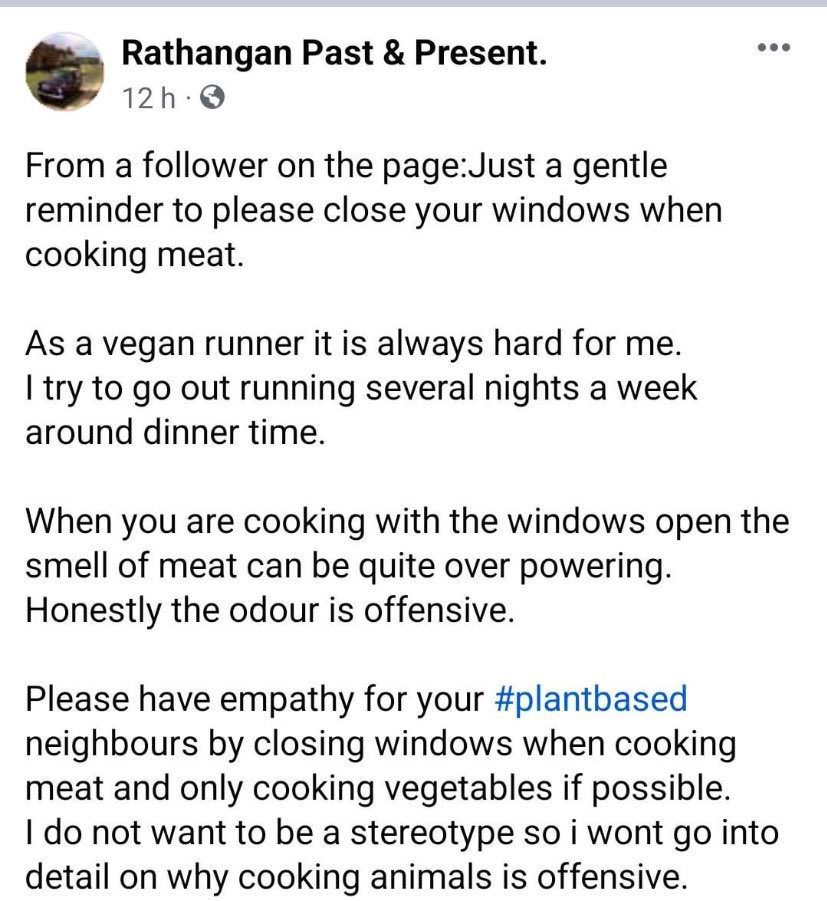 Rathangan Past & Present.
12 h ·
From a follower on the page:Just a gentle
reminder to please close your windows when
cooking meat.
As a vegan runner it is always hard for me.
I try to go out running several nights a week
around dinner time.
When you are cooking with the windows open the
smell of meat can be quite over powering.
Honestly the odour is offensive.
Please have empathy for your #plantbased
neighbours by closing windows when cooking
meat and only cooking vegetables if possible.
I do not want to be a stereotype so i wont go into
detail on why cooking animals is offensive.